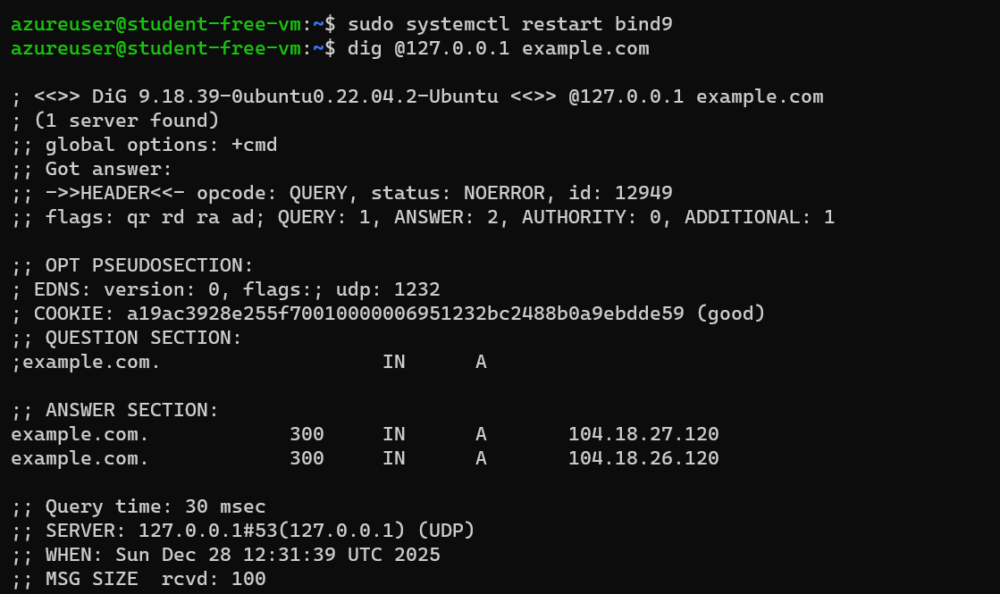 azureuser@student-free-vm:~$ sudo systemctl restart bind9
azureuser@student-free-vm:~$ dig @127.0.0.1 example.com
; <<>> DiG 9.18.39-0ubuntu0.22.04.2-Ubuntu <<>> @127.0.0.1 example.com
; (1 server found)
;; global options: +cmd
;; Got answer:
;; ->>HEADER<<- opcode: QUERY, status: NOERROR, id: 12949
;; flags: qr rd ra ad; QUERY: 1, ANSWER: 2, AUTHORITY: 0, ADDITIONAL: 1
;; OPT PSEUDOSECTION:
; EDNS: version: 0, flags:; udp: 1232
; COOKIE: a19ac3928e255f70010000006951232bc2488b0a9ebdde59 (good)
;; QUESTION SECTION:
;example.com. IN A
;; ANSWER SECTION:
example.com. 300 IN A 104.18.27.120
example.com. 300 IN A 104.18.26.120
;; Query time: 30 msec
;; SERVER: 127.0.0.1#53(127.0.0.1) (UDP)
;; WHEN: Sun Dec 28 12:31:39 UTC 2025
;; MSG SIZE rcvd: 100